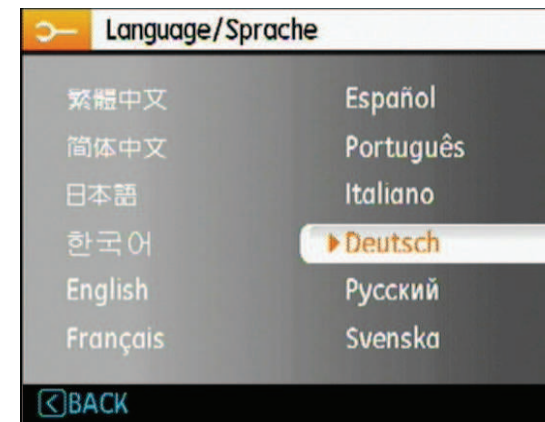 Language/Sprache
繁體中文
简体中文
日本語
한국어
English
Français
Español
Português
Italiano
Deutsch
Русский
Svenska
BACK